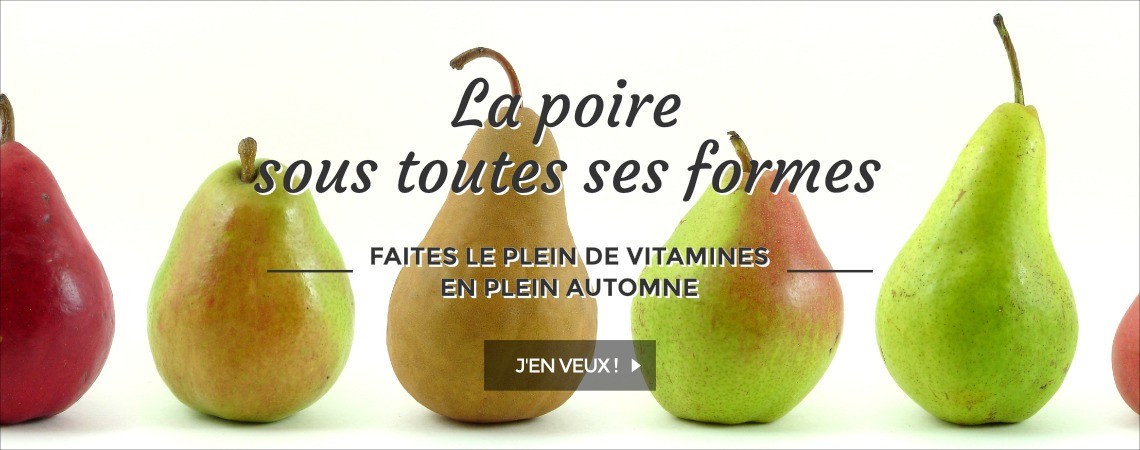 La poire
sous toutes ses formes
FAITES LE PLEIN DE VITAMINES
EN PLEIN AUTOMNE
J'EN VEUX !